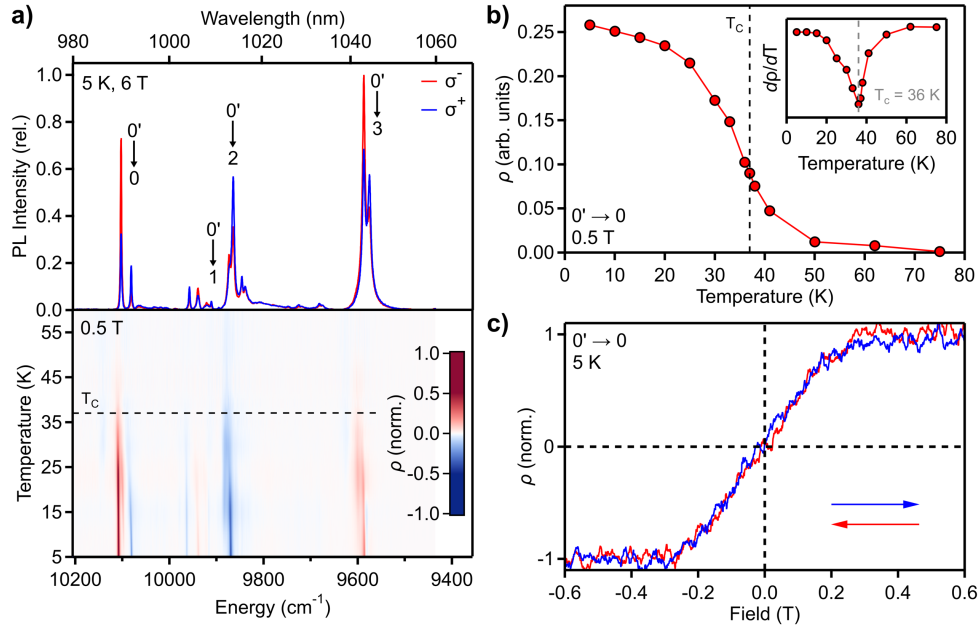 a)
Wavelength (nm)
980 1000 1020 1040 1060
5 K, 6 T
σ⁻
σ⁺
0'
0
0'
1
0'
2
0'
3
PL Intensity (rel.)
1.0
0.8
0.6
0.4
0.2
0.0
0.5 T
T_C
Temperature (K)
55
45
35
25
15
5
1.0
0.5
0.0
-0.5
-1.0
ρ (norm.)
10200 10000 9800 9600 9400
Energy (cm⁻¹)
b)
T_C
ρ (arb. units)
0.25
0.20
0.15
0.10
0.05
0.00
0' → 0
0.5 T
0 10 20 30 40 50 60 70 80
Temperature (K)
dρ/dT
T_c = 36 K
0 20 40 60 80
Temperature (K)
c)
0' → 0
5 K
ρ (norm.)
1
0
-1
-0.6 -0.4 -0.2 0.0 0.2 0.4 0.6
Field (T)